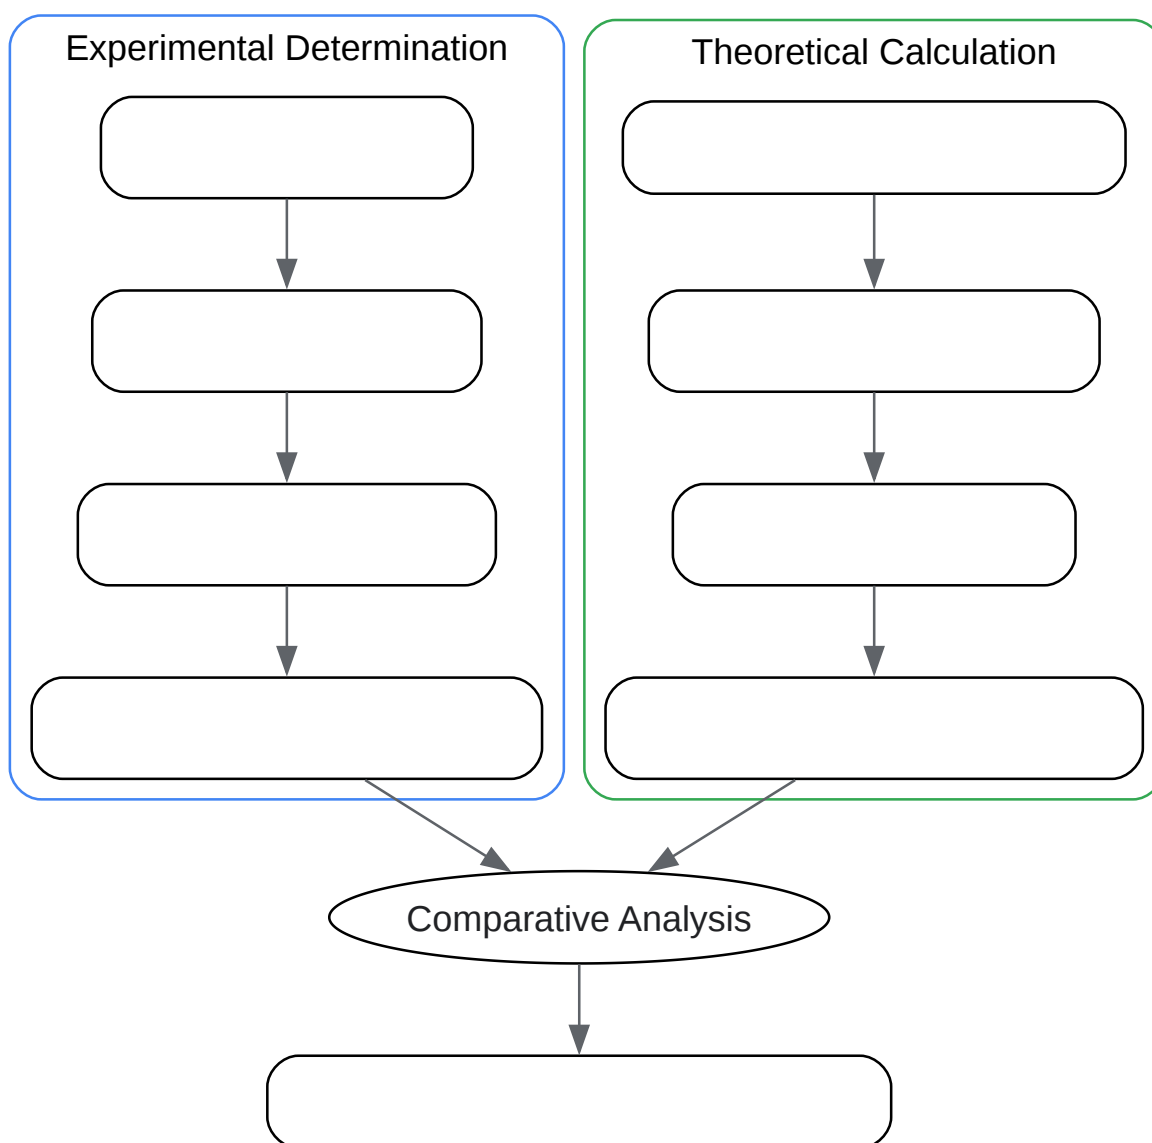 Experimental Determination
Theoretical Calculation
Comparative Analysis